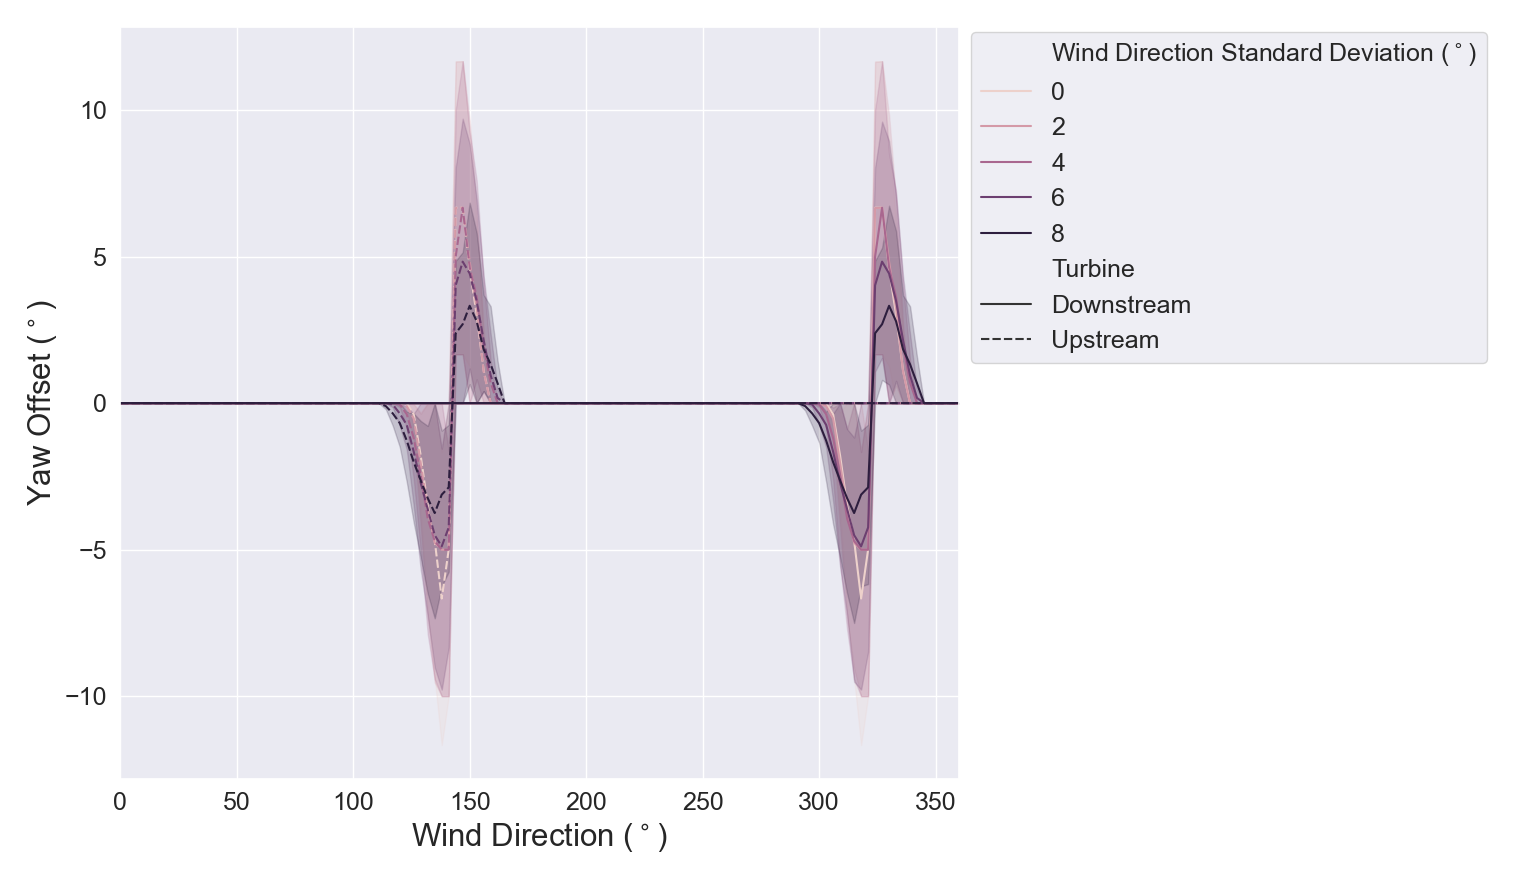 Yaw Offset (°)
10
5
0
−5
−10
0 50 100 150 200 250 300 350
Wind Direction (°)
Wind Direction Standard Deviation (°)
0
2
4
6
8
Turbine
Downstream
Upstream